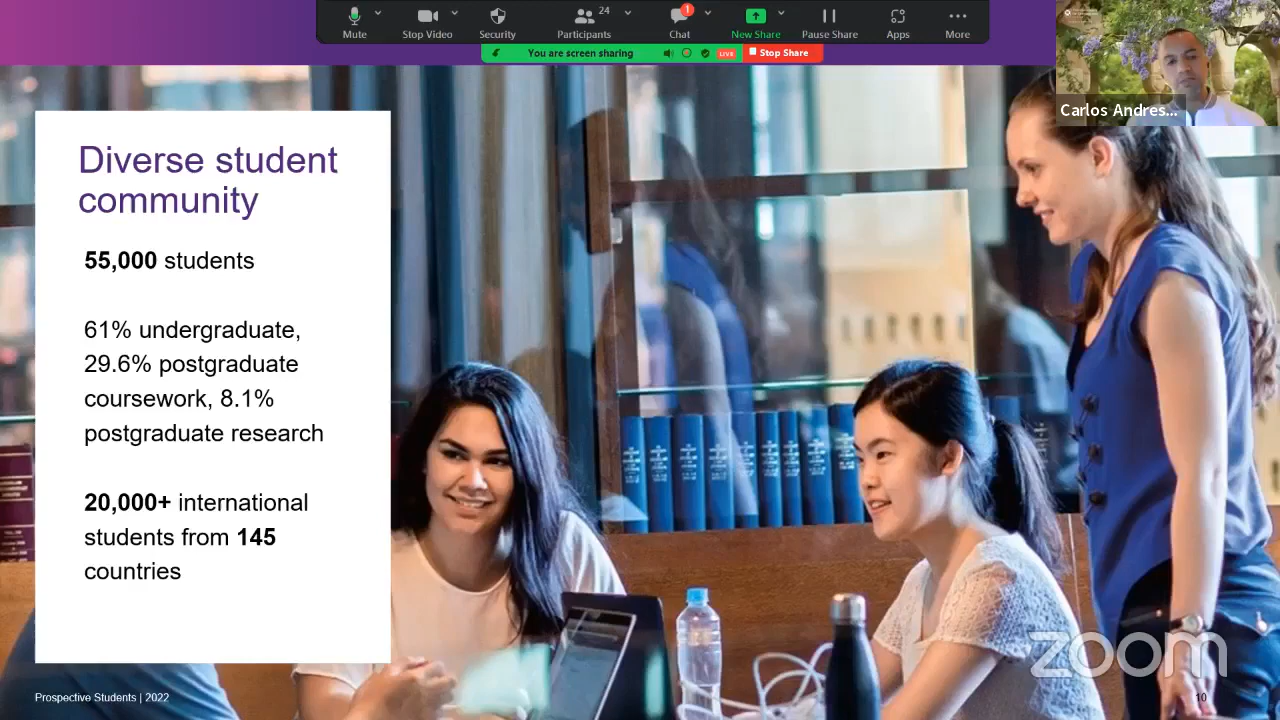 24
1
Mute
Stop Video
Security
Participants
Chat
New Share
Pause Share
Apps
More
You are screen sharing
LIVE
Stop Share
Carlos Andres...
Diverse student
community
55,000 students
61% undergraduate,
29.6% postgraduate
coursework, 8.1%
postgraduate research
20,000+ international
students from 145
countries
zoom
Prospective Students | 2022
10